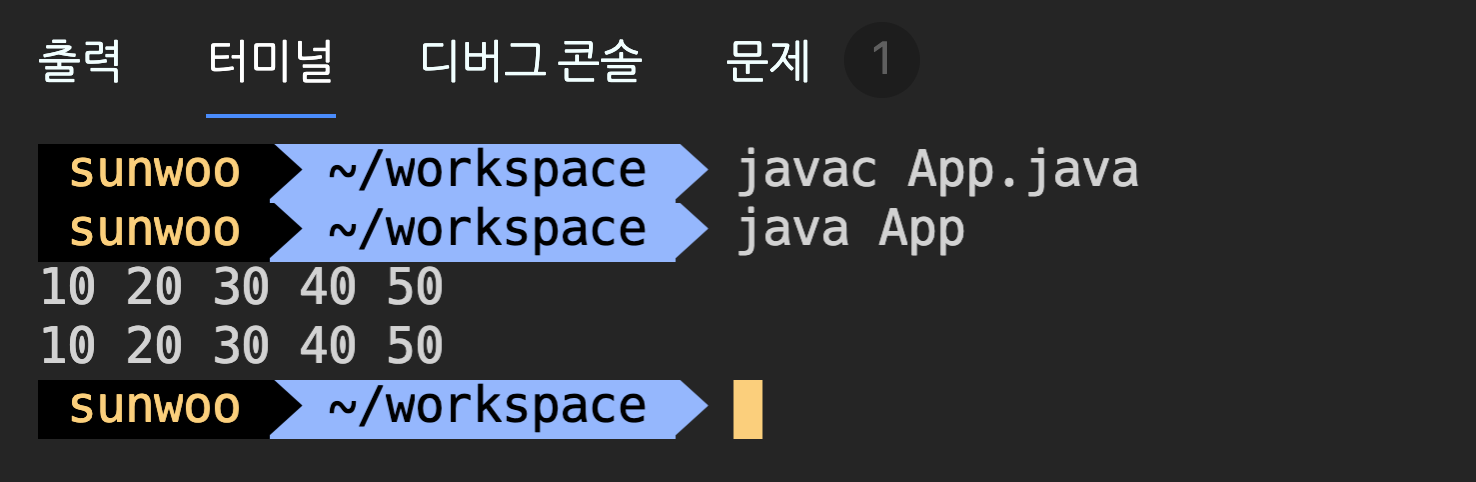 출력 터미널 디버그 콘솔 문제 1
sunwoo ~/workspace javac App.java
sunwoo ~/workspace java App
10 20 30 40 50
10 20 30 40 50
sunwoo ~/workspace